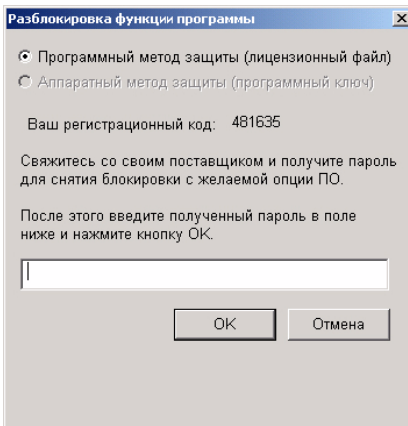 Разблокировка функции программы
Программный метод защиты (лицензионный файл)
Аппаратный метод защиты (программный ключ)
Ваш регистрационный код: 481635
Свяжитесь со своим поставщиком и получите пароль
для снятия блокировки с желаемой опции ПО.
После этого введите полученный пароль в поле
ниже и нажмите кнопку OK.
OK Отмена